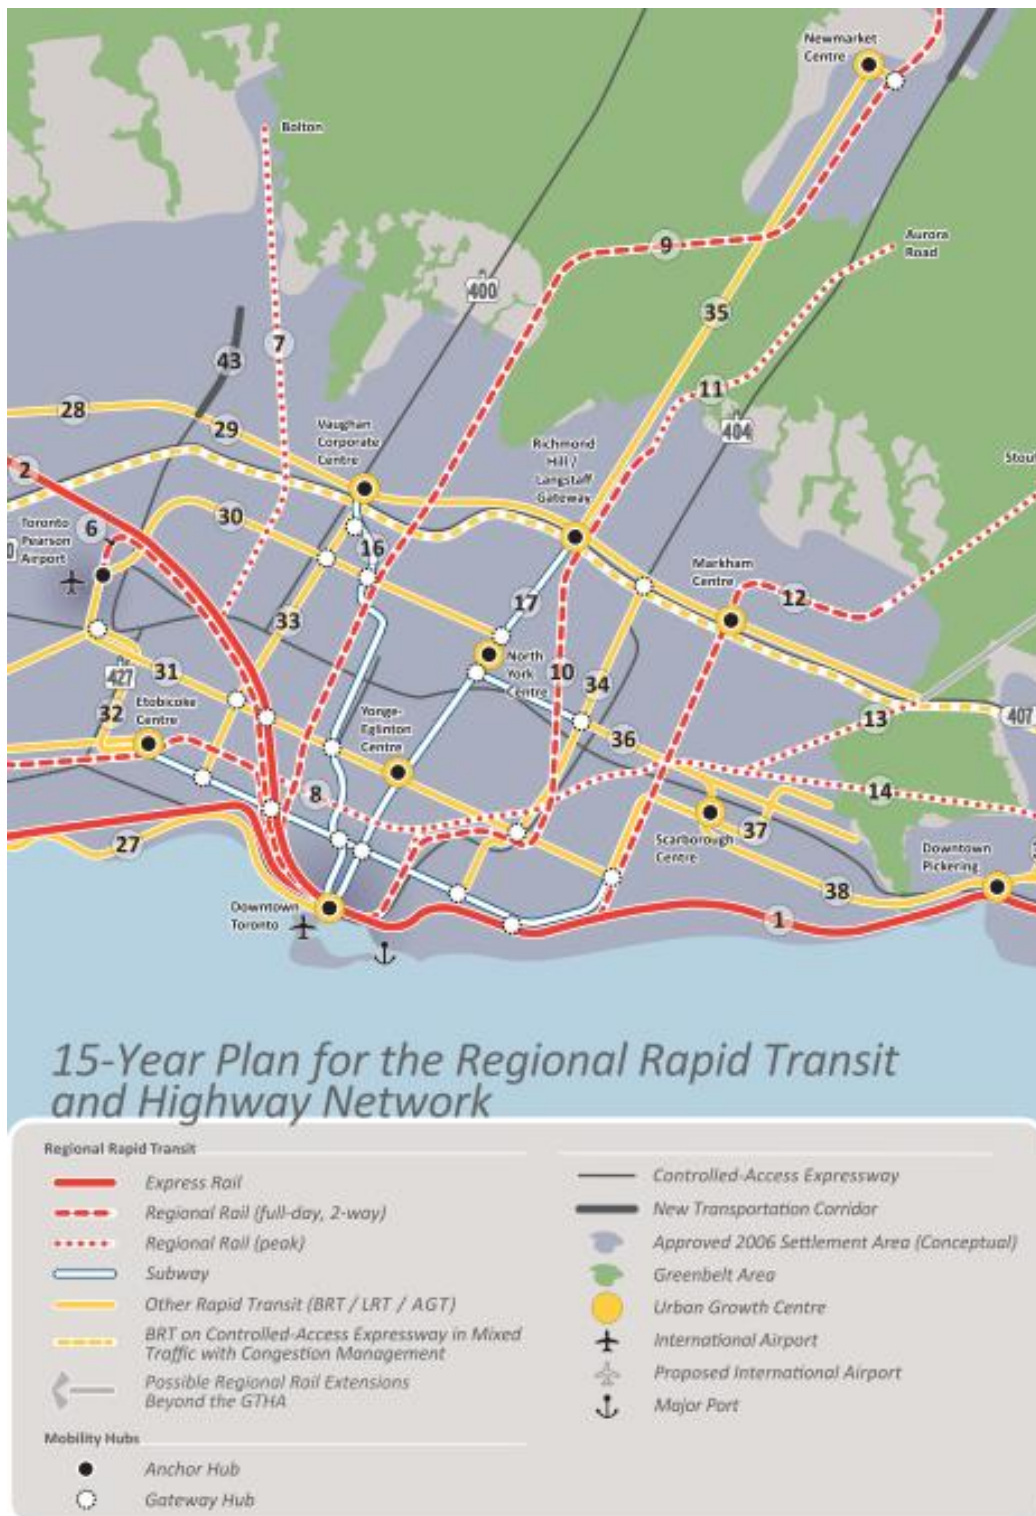 Newmarket
Centre
Bolton
Aurora
Road
9
400
35
7
43
11
404
28
29
Vaughan
Corporate
Centre
Richmond
Hill /
Langstaff
Gateway
2
30
Toronto
Pearson
Airport
6
16
Markham
Centre
12
17
33
31
427
North
York
Centre
10
34
13
407
32
Etobicoke
Centre
Yonge-
Eglinton
Centre
36
8
14
27
Scarborough
Centre
37
Downtown
Pickering
38
Downtown
Toronto
1
15-Year Plan for the Regional Rapid Transit
and Highway Network
Regional Rapid Transit
Express Rail
Regional Rail (full-day, 2-way)
Regional Rail (peak)
Subway
Other Rapid Transit (BRT / LRT / AGT)
BRT on Controlled-Access Expressway in Mixed
Traffic with Congestion Management
Possible Regional Rail Extensions
Beyond the GTHA
Mobility Hubs
Anchor Hub
Gateway Hub
Controlled-Access Expressway
New Transportation Corridor
Approved 2006 Settlement Area (Conceptual)
Greenbelt Area
Urban Growth Centre
International Airport
Proposed International Airport
Major Port